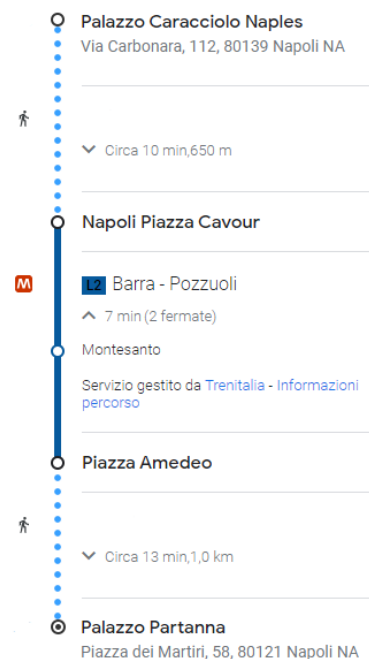 Palazzo Caracciolo Naples
Via Carbonara, 112, 80139 Napoli NA
Circa 10 min,650 m
Napoli Piazza Cavour
M
L2 Barra - Pozzuoli
7 min (2 fermate)
Montesanto
Servizio gestito da Trenitalia - Informazioni
percorso
Piazza Amedeo
Circa 13 min,1,0 km
Palazzo Partanna
Piazza dei Martiri, 58, 80121 Napoli NA